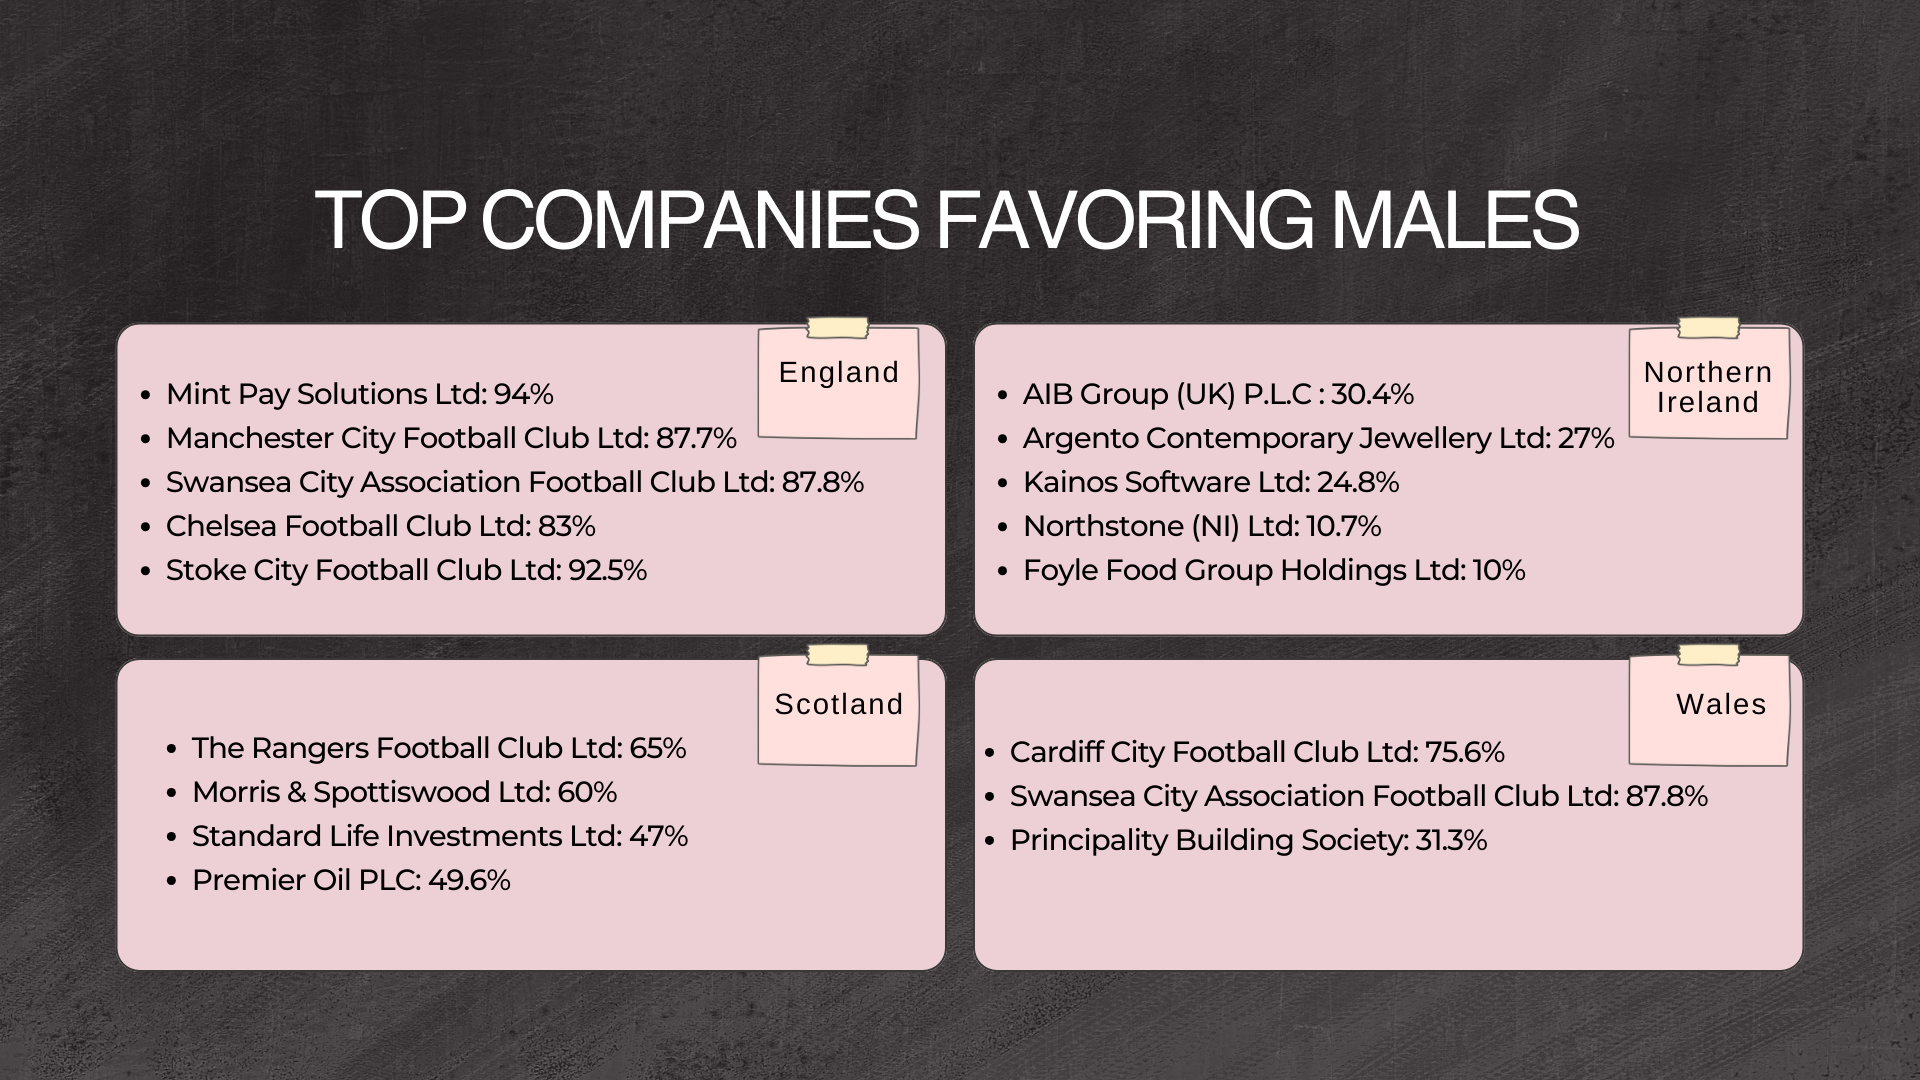 TOP COMPANIES FAVORING MALES
England
• Mint Pay Solutions Ltd: 94%
• Manchester City Football Club Ltd: 87.7%
• Swansea City Association Football Club Ltd: 87.8%
• Chelsea Football Club Ltd: 83%
• Stoke City Football Club Ltd: 92.5%
Northern
Ireland
• AIB Group (UK) P.L.C : 30.4%
• Argento Contemporary Jewellery Ltd: 27%
• Kainos Software Ltd: 24.8%
• Northstone (NI) Ltd: 10.7%
• Foyle Food Group Holdings Ltd: 10%
Scotland
• The Rangers Football Club Ltd: 65%
• Morris & Spottiswood Ltd: 60%
• Standard Life Investments Ltd: 47%
• Premier Oil PLC: 49.6%
Wales
• Cardiff City Football Club Ltd: 75.6%
• Swansea City Association Football Club Ltd: 87.8%
• Principality Building Society: 31.3%